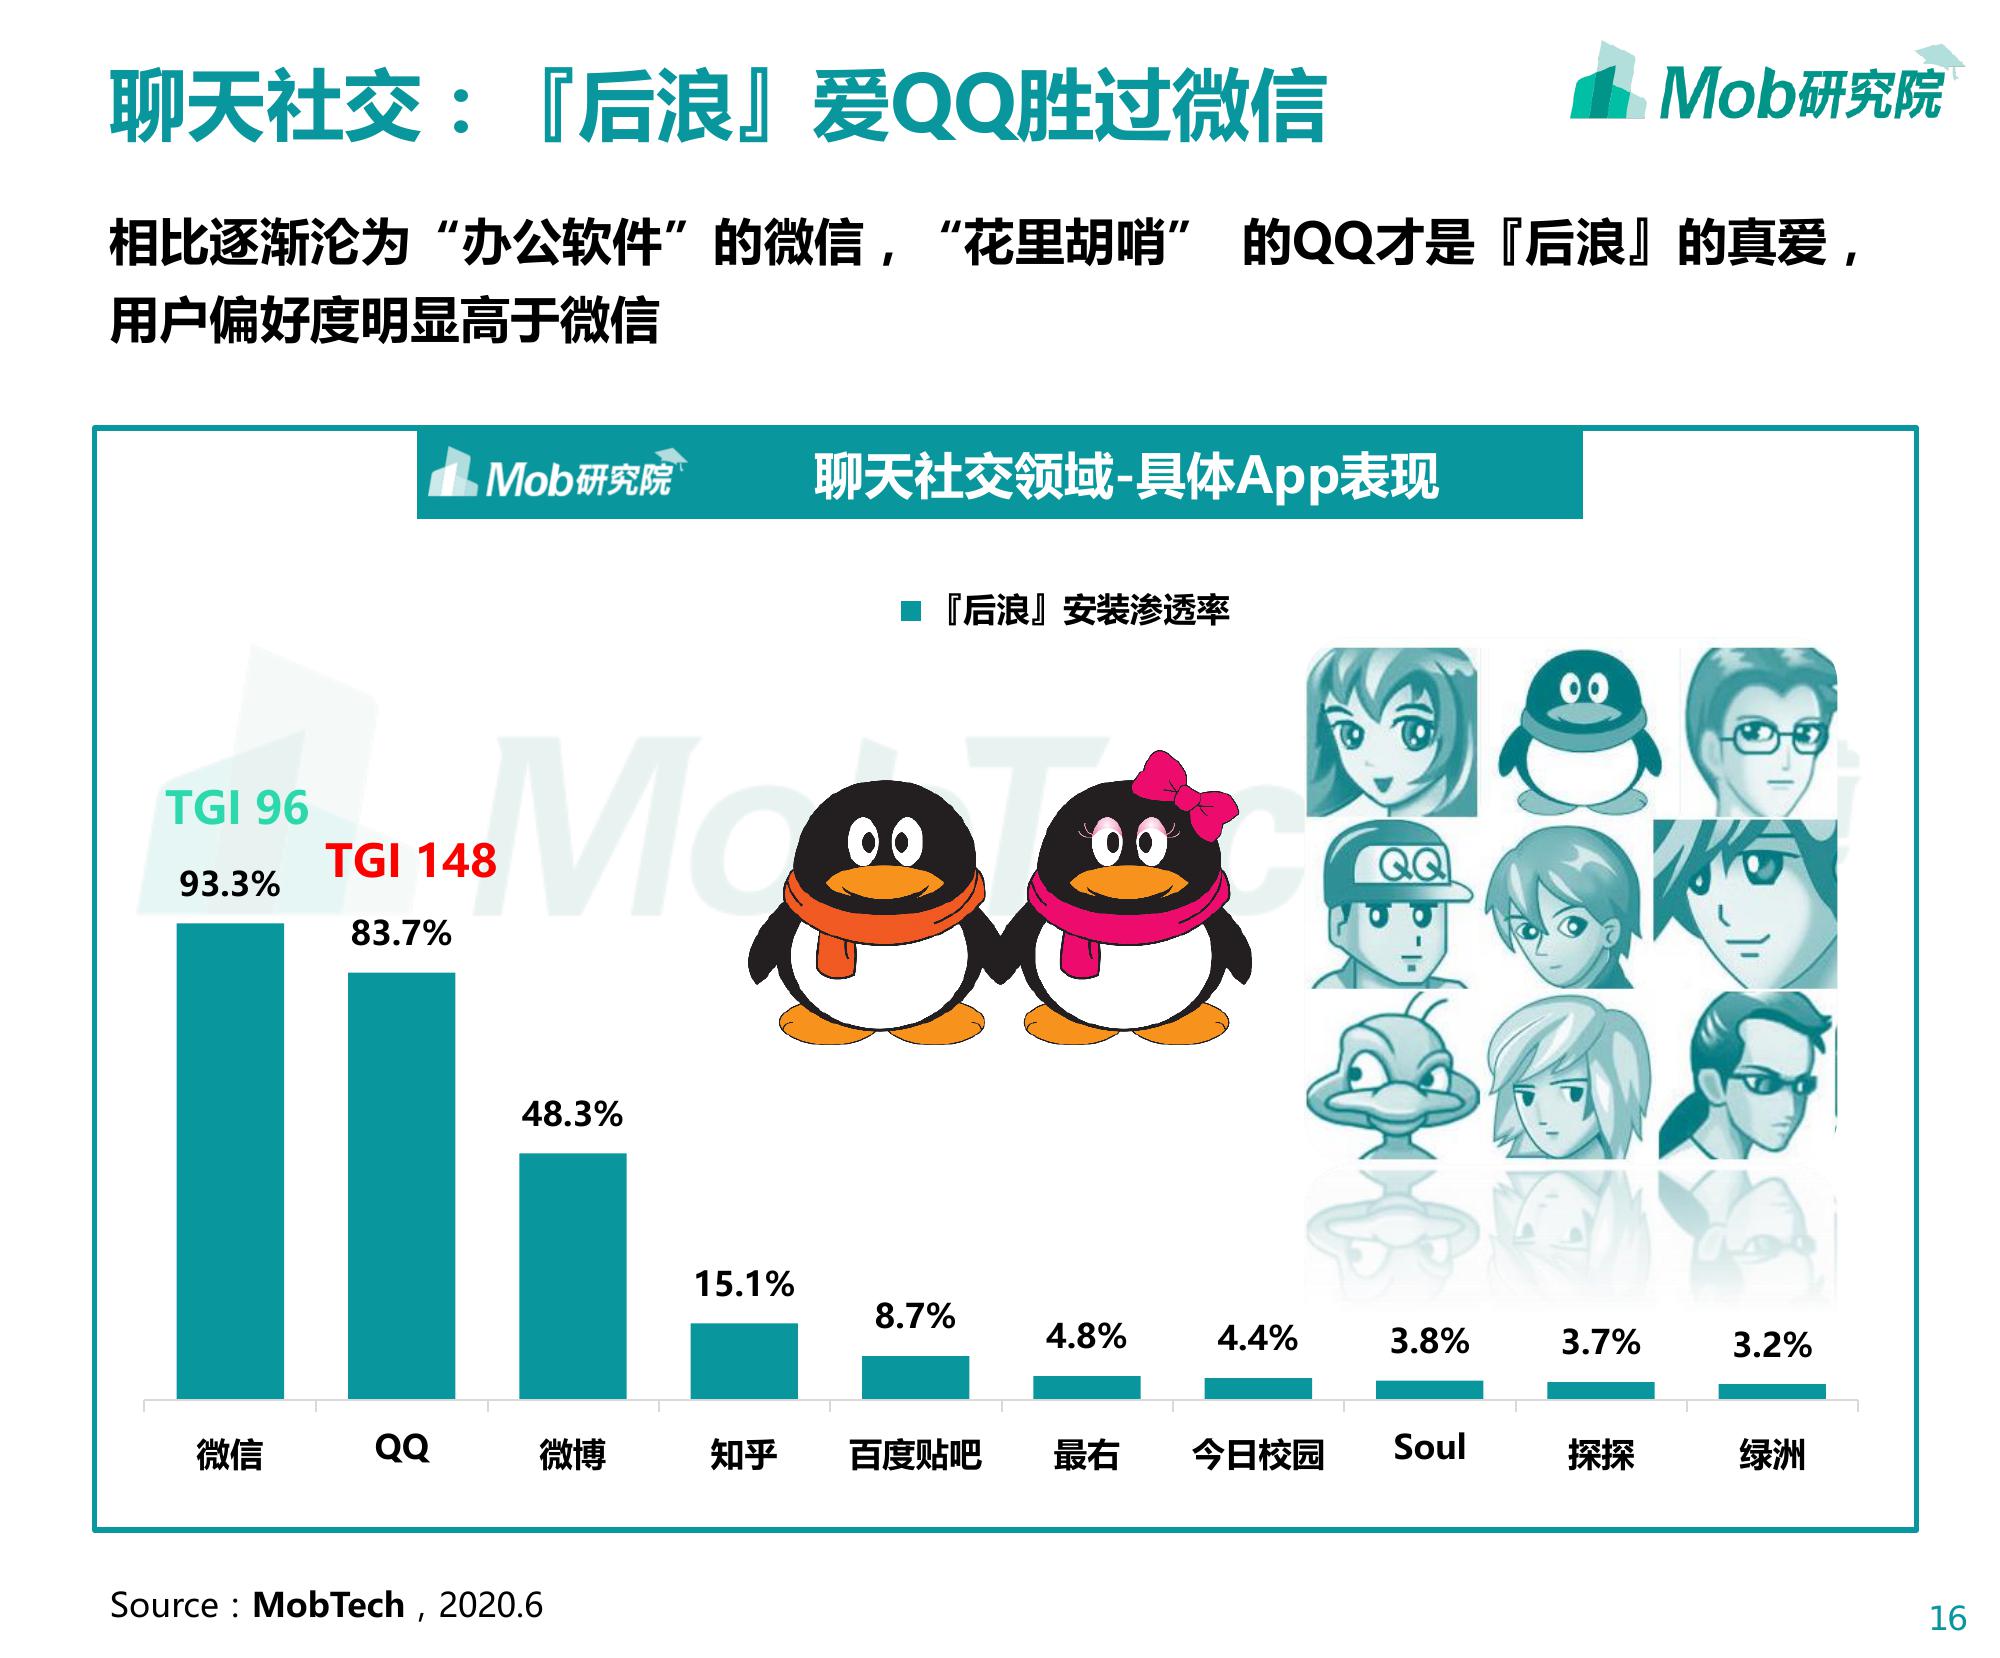 聊天社交：『后浪』爱QQ胜过微信
Mob研究院
相比逐渐沦为“办公软件”的微信，“花里胡哨” 的QQ才是『后浪』的真爱，
用户偏好度明显高于微信
Mob研究院
聊天社交领域-具体App表现
『后浪』安装渗透率
MobTec
TGI 96
TGI 148
93.3%
83.7%
48.3%
15.1%
8.7%
4.8%
4.4%
3.8%
3.7%
3.2%
QQ
微信
QQ
微博
知乎
百度贴吧
最右
今日校园
Soul
探探
绿洲
Source：MobTech，2020.6
16